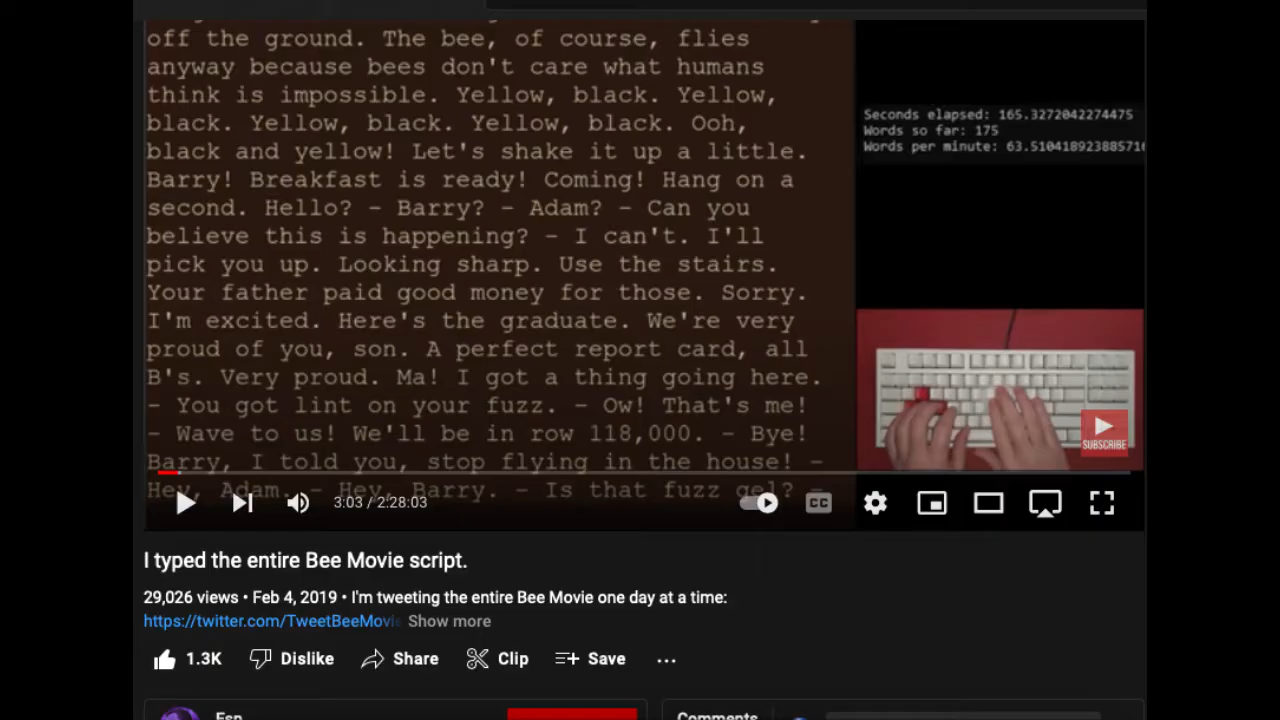 off the ground. The bee, of course, flies
anyway because bees don't care what humans
think is impossible. Yellow, black. Yellow,
black. Yellow, black. Yellow, black. Ooh,
black and yellow! Let's shake it up a little.
Barry! Breakfast is ready! Coming! Hang on a
second. Hello? - Barry? - Adam? - Can you
believe this is happening? - I can't. I'll
pick you up. Looking sharp. Use the stairs.
Your father paid good money for those. Sorry.
I'm excited. Here's the graduate. We're very
proud of you, son. A perfect report card, all
B's. Very proud. Ma! I got a thing going here.
- You got lint on your fuzz. - Ow! That's me!
- Wave to us! We'll be in row 118,000. - Bye!
Barry, I told you, stop flying in the house! -
Hey, Adam. - Hey, Barry. - Is that fuzz gel? -
Seconds elapsed: 165.3272042274475
Words so far: 175
Words per minute: 63.51041892388571
SUBSCRIBE
3:03 / 2:28:03
CC
I typed the entire Bee Movie script.
29,026 views • Feb 4, 2019 • I'm tweeting the entire Bee Movie one day at a time:
https://twitter.com/TweetBeeMovi Show more
1.3K Dislike Share Clip Save
Esp
Comments